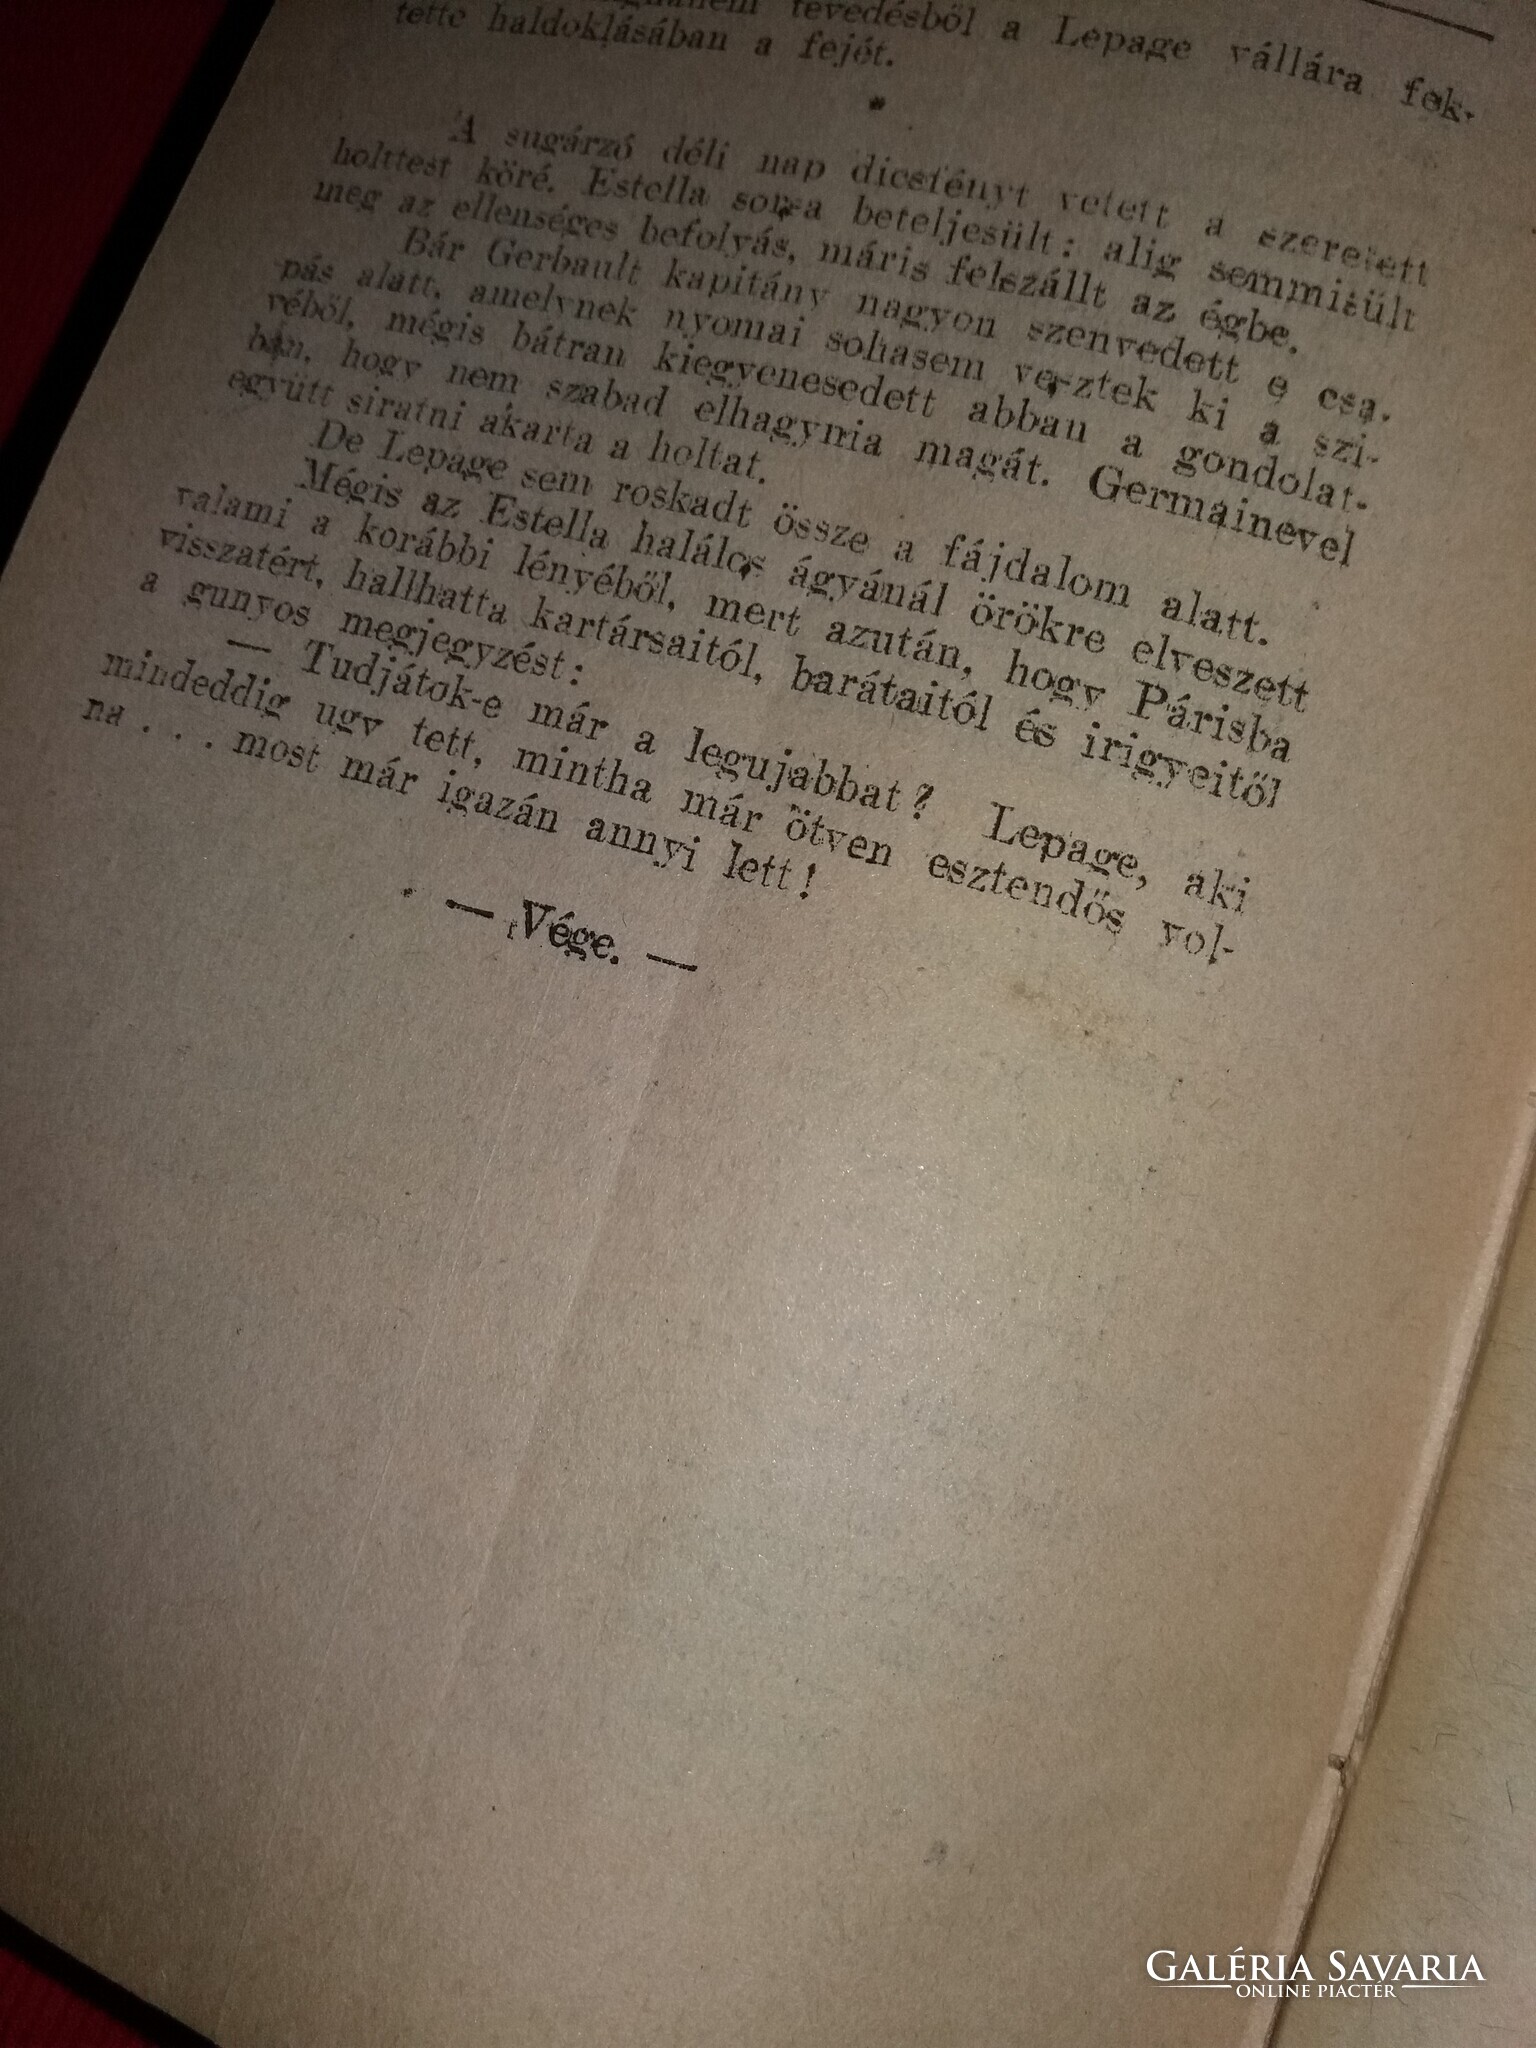 tévedésből a Lepage vállára fek-
tette haldoklásában a fejét.
*
A sugárzó déli nap dicsfényt vetett a szeretett
holttest köré. Estella sorsa beteljesült: alig semmisült
meg az ellenséges befolyás, máris felszállt az égbe.
Bár Gerbault kapitány nagyon szenvedett e csa-
pás alatt, amelynek nyomai sohasem vesztek ki a szi-
véből, mégis bátran kiegyenesedett abban a gondolat-
ban, hogy nem szabad elhagynia magát. Germainevel
együtt siratni akarta a holtat.
De Lepage sem roskadt össze a fájdalom alatt.
Mégis az Estella halálos ágyánál örökre elveszett
valami a korábbi lényéből, mert azután, hogy Párisba
visszatért, hallhatta kartársaitól, barátaitól és irigyeitől
a gunyos megjegyzést:
— Tudjátok-e már a legujabbat? Lepage, aki
mindeddig ugy tett, mintha már ötven esztendős vol-
na . . . most már igazán annyi lett!
— Vége. —
GALÉRIA SAVARIA
ONLINE PIACTÉR